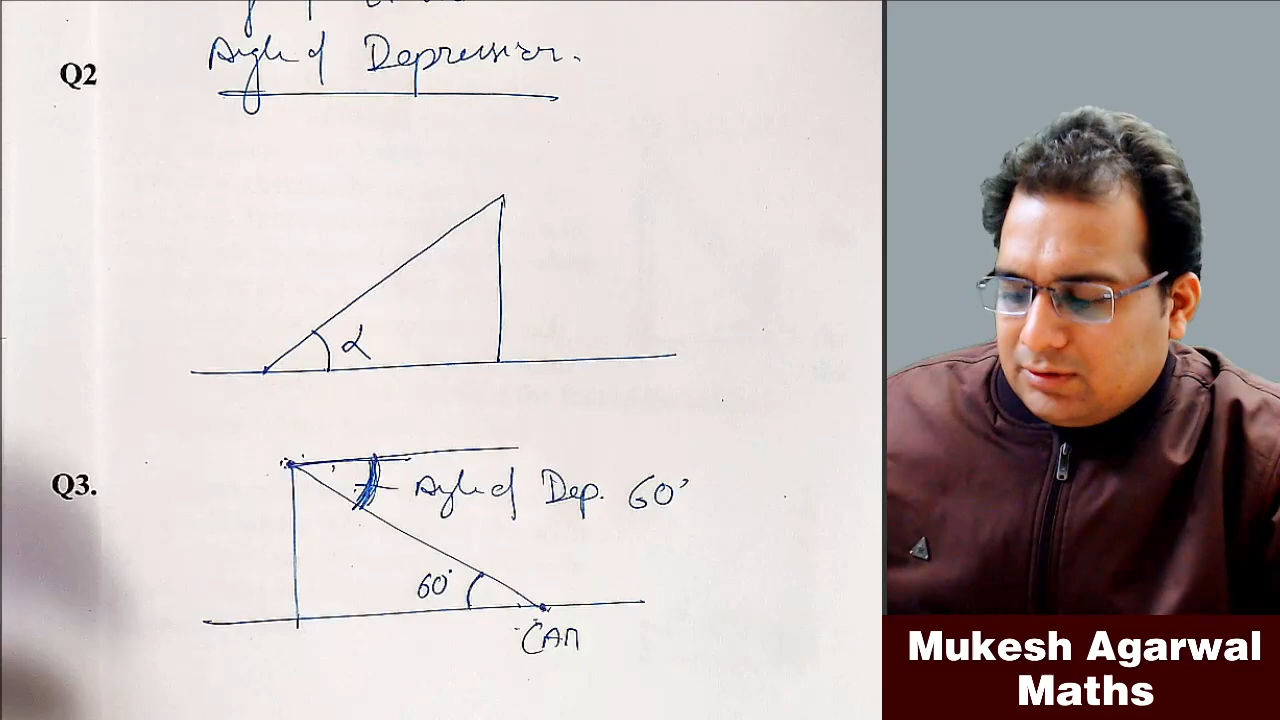 Q2
Angle of Depression.
α
Q3.
Angle of Dep. 60°
60°
CAR
Mukesh Agarwal
Maths